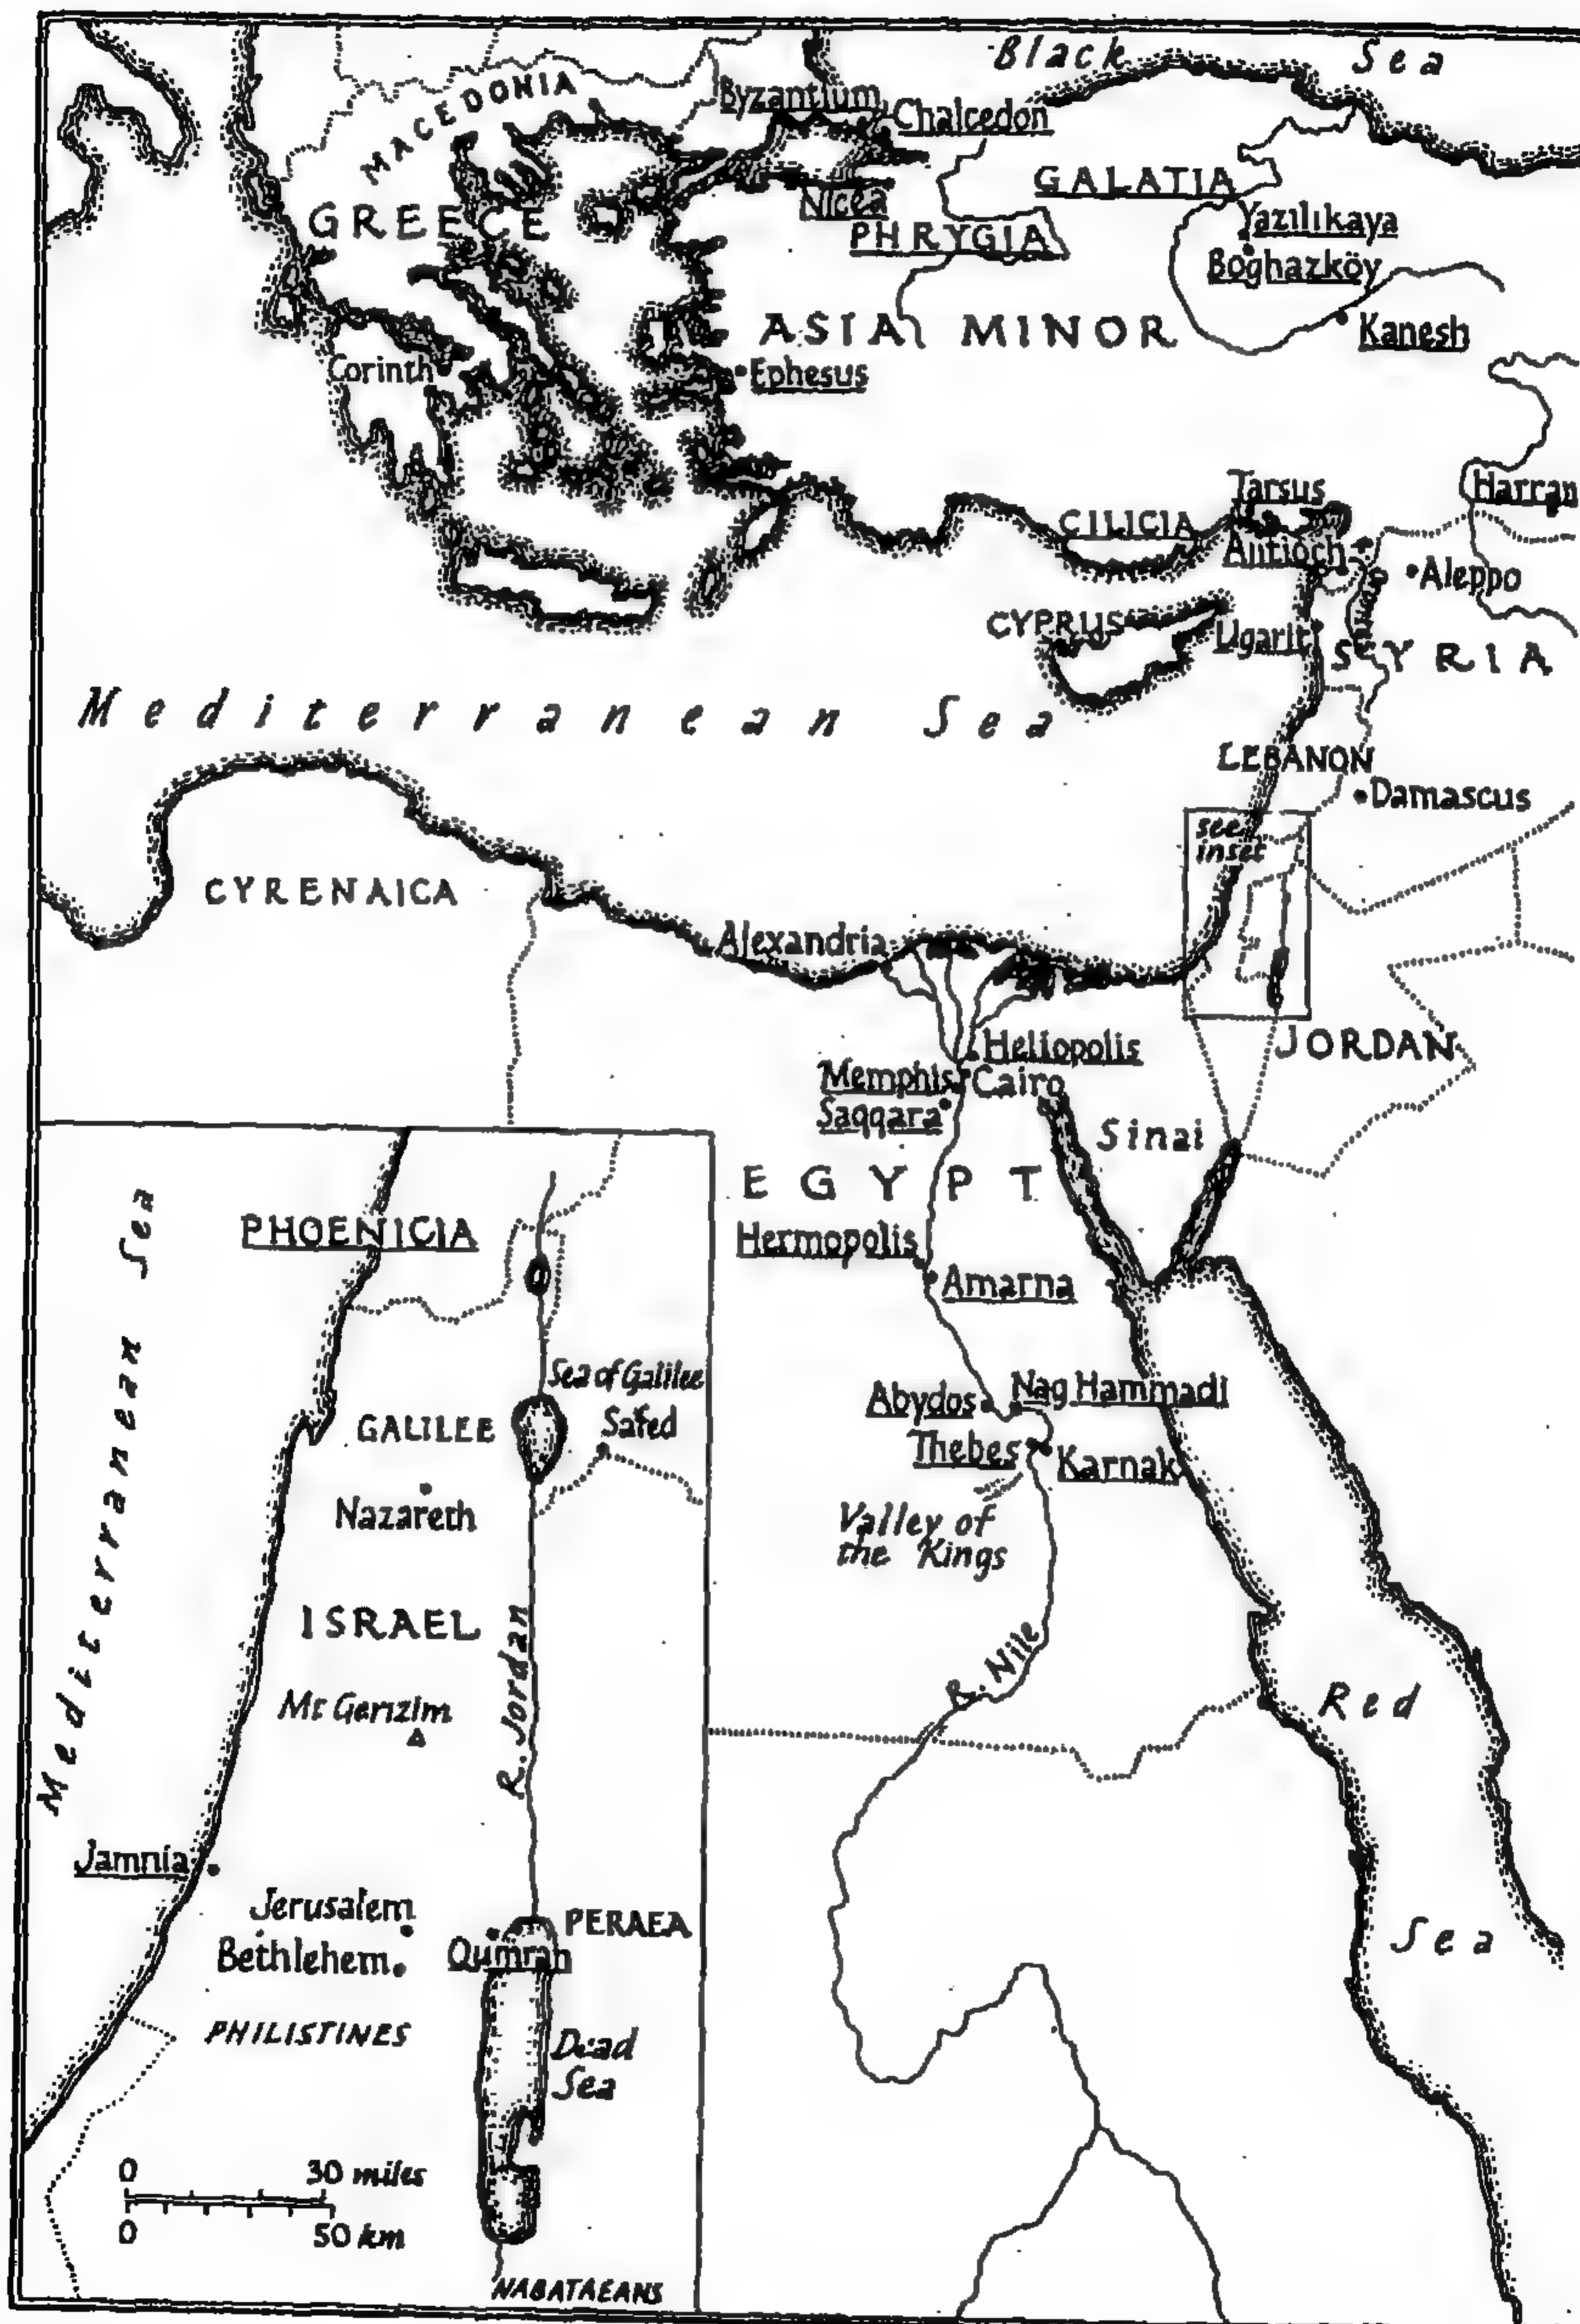 Black Sea
MACEDONIA
Byzantium
Chalcedon
GALATIA
GREECE
Nicea
PHRYGIA
Yazılıkaya
Boghazköy
ASIA MINOR
Kanesh
Corinth
Ephesus
Tarsus
Harran
CILICIA
Antioch
Aleppo
CYPRUS
Ugarit
SYRIA
Mediterranean Sea
LEBANON
Damascus
see
inset
CYRENAICA
Alexandria
JORDAN
Heliopolis
Memphis
Cairo
Saqqara
Sinai
EGYPT
Hermopolis
Amarna
Abydos
Nag Hammadi
Thebes
Karnak
Valley of
the Kings
R. Nile
Red
Sea
Mediterranean Sea
PHOENICIA
Sea of Galilee
GALILEE
Safed
Nazareth
ISRAEL
R. Jordan
Mt Gerizim
Jamnia
Jerusalem
PERAEA
Bethlehem
Qumran
PHILISTINES
Dead
Sea
0 30 miles
0 50 km
NABATAEANS